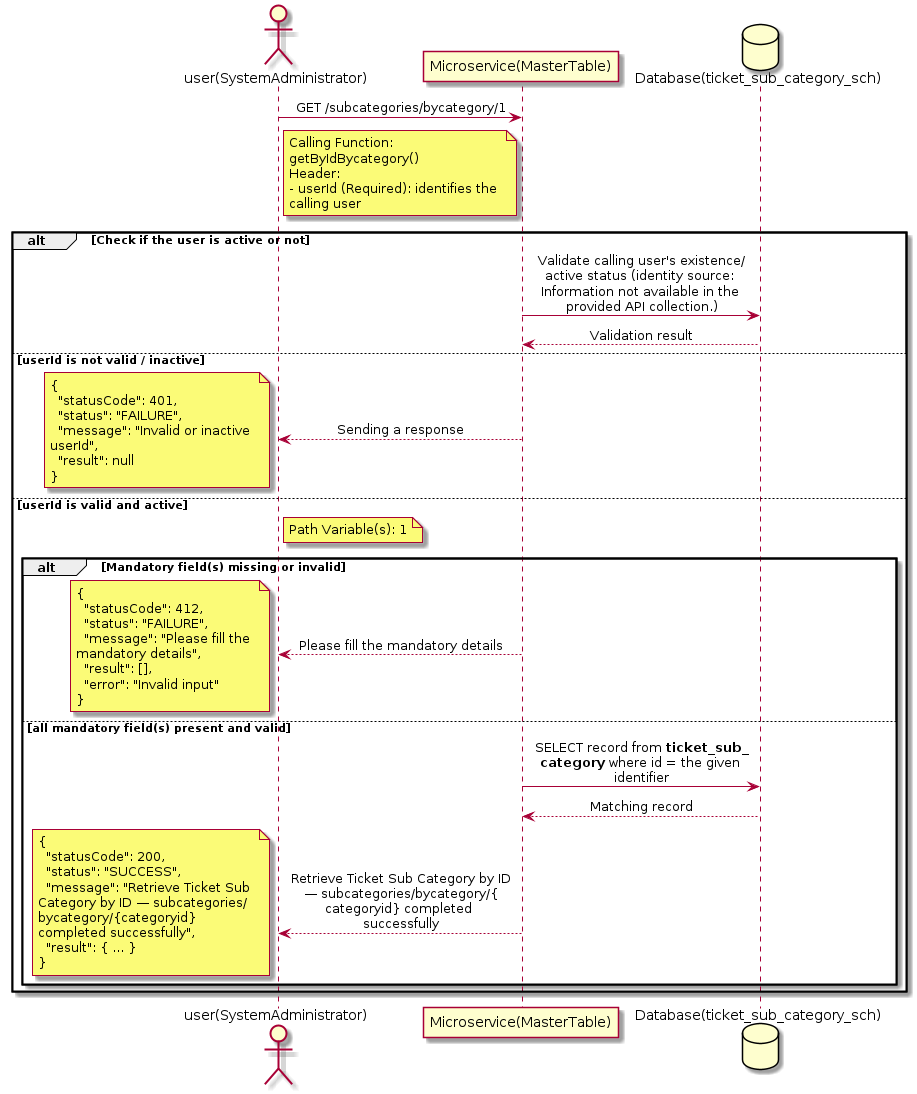 user(SystemAdministrator)
Microservice(MasterTable)
Database(ticket_sub_category_sch)
GET /subcategories/bycategory/1
Calling Function:
getByIdBycategory()
Header:
- userId (Required): identifies the
calling user
alt
[Check if the user is active or not]
Validate calling user's existence/
active status (identity source:
Information not available in the
provided API collection.)
Validation result
[userId is not valid / inactive]
{
"statusCode": 401,
"status": "FAILURE",
"message": "Invalid or inactive
userId",
"result": null
}
Sending a response
[userId is valid and active]
Path Variable(s): 1
alt
[Mandatory field(s) missing or invalid]
{
"statusCode": 412,
"status": "FAILURE",
"message": "Please fill the
mandatory details",
"result": [],
"error": "Invalid input"
}
Please fill the mandatory details
[all mandatory field(s) present and valid]
SELECT record from ticket_sub_
category where id = the given
identifier
Matching record
{
"statusCode": 200,
"status": "SUCCESS",
"message": "Retrieve Ticket Sub
Category by ID — subcategories/
bycategory/{categoryid}
completed successfully",
"result": { ... }
}
Retrieve Ticket Sub Category by ID
— subcategories/bycategory/{
categoryid} completed
successfully
user(SystemAdministrator)
Microservice(MasterTable)
Database(ticket_sub_category_sch)